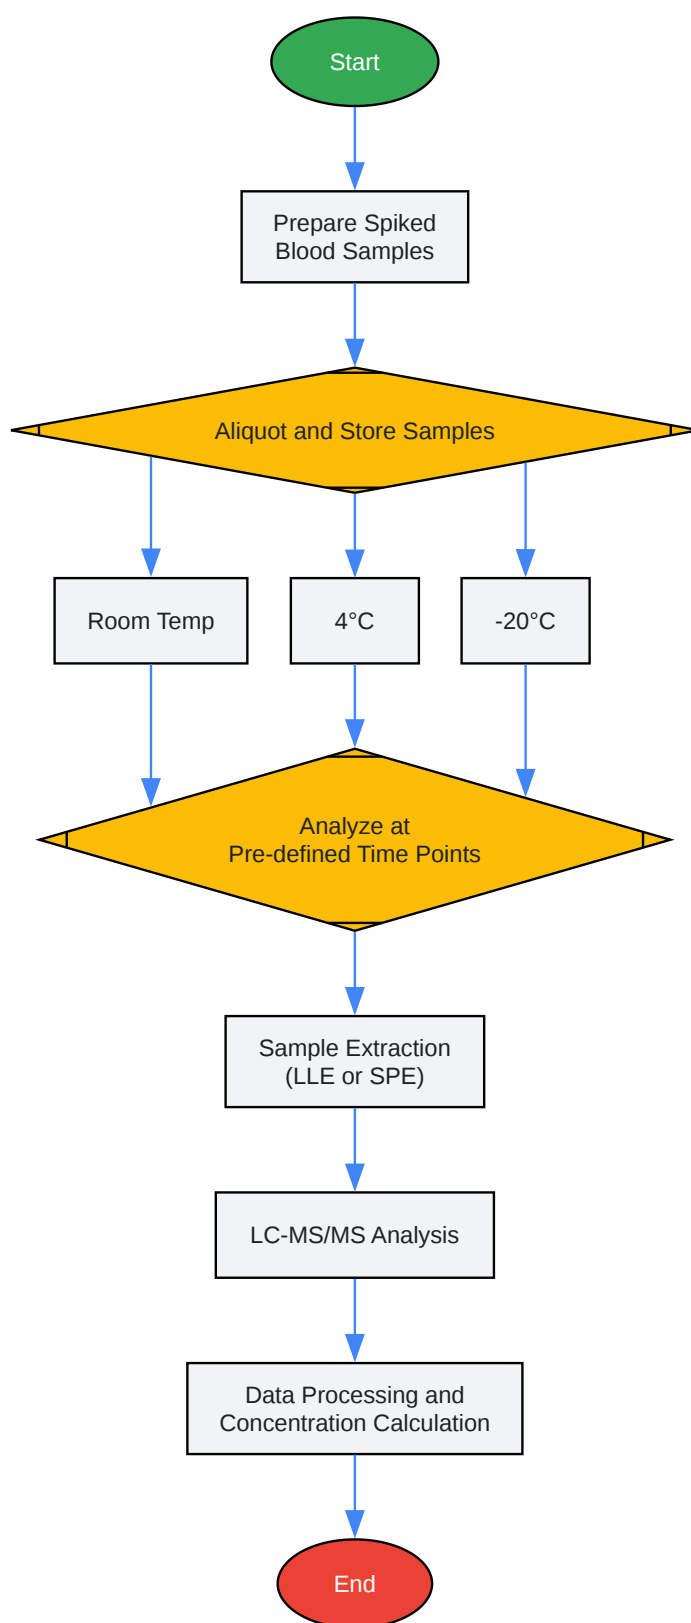 Start
Prepare Spiked
Blood Samples
Aliquot and Store Samples
Room Temp
4°C
-20°C
Analyze at
Pre-defined Time Points
Sample Extraction
(LLE or SPE)
LC-MS/MS Analysis
Data Processing and
Concentration Calculation
End